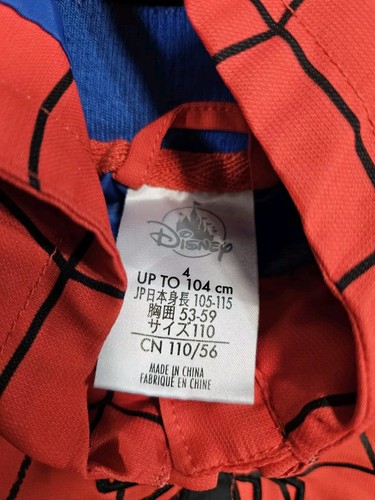 Disney
4
UP TO 104 cm
JP日本身長 105-115
胸囲 53-59
サイズ110
CN 110/56
MADE IN CHINA
FABRIQUÉ EN CHINE